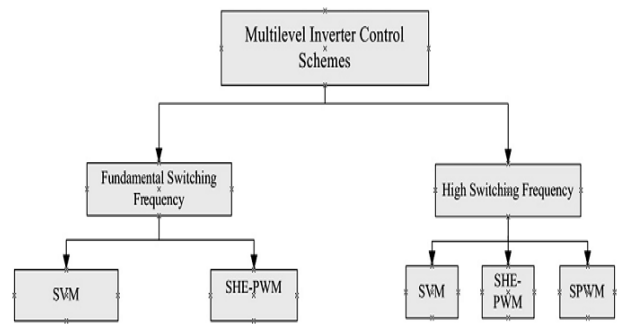 Multilevel Inverter Control
Schemes
Fundamental Switching
Frequency
High Switching Frequency
SVM
SHE-PWM
SVM
SHE-
PWM
SPWM